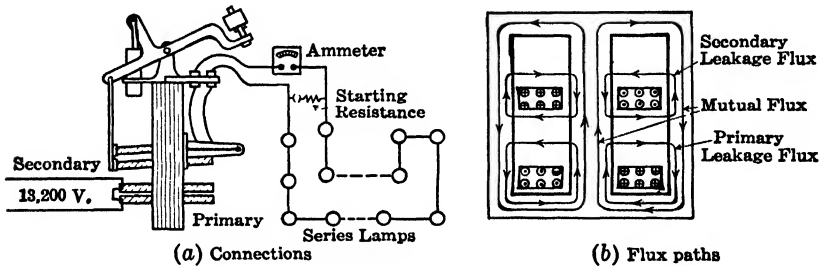 Ammeter
Starting
Resistance
Secondary
13,200 V.
Primary
Series Lamps
(a) Connections
Secondary
Leakage Flux
Mutual Flux
Primary
Leakage Flux
(b) Flux paths